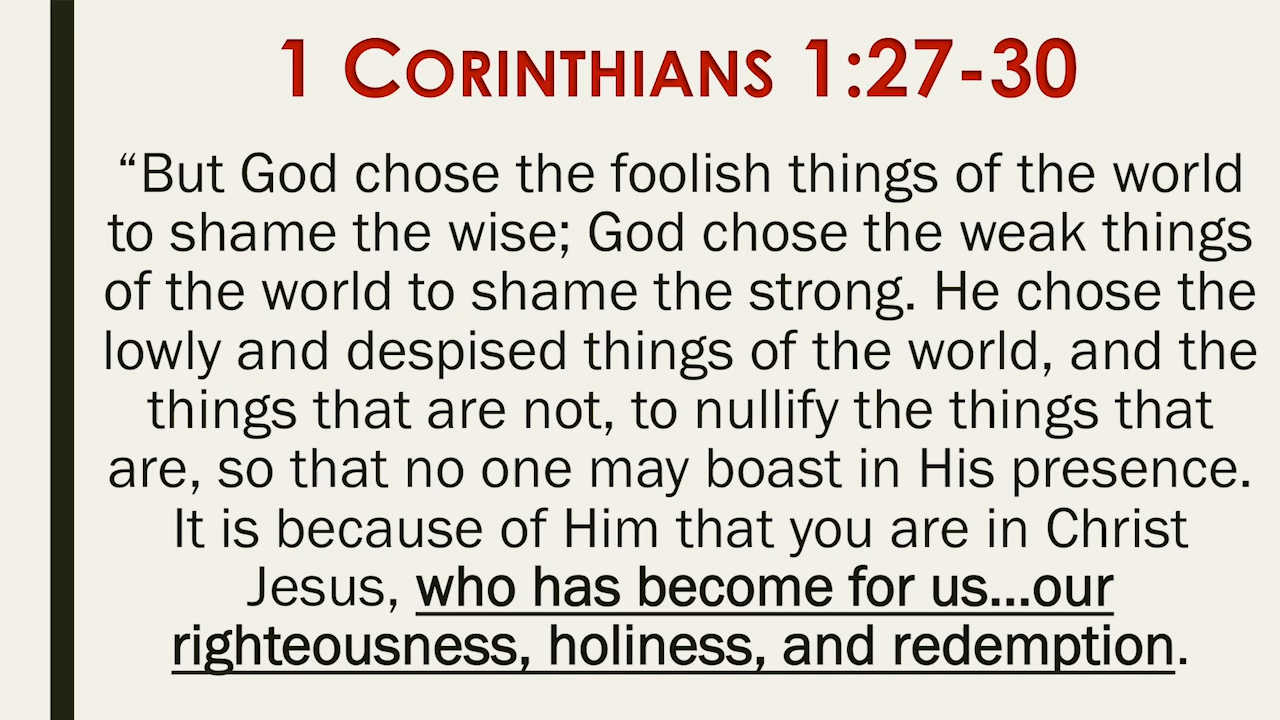 1 CORINTHIANS 1:27-30
“But God chose the foolish things of the world
to shame the wise; God chose the weak things
of the world to shame the strong. He chose the
lowly and despised things of the world, and the
things that are not, to nullify the things that
are, so that no one may boast in His presence.
It is because of Him that you are in Christ
Jesus, who has become for us...our
righteousness, holiness, and redemption.